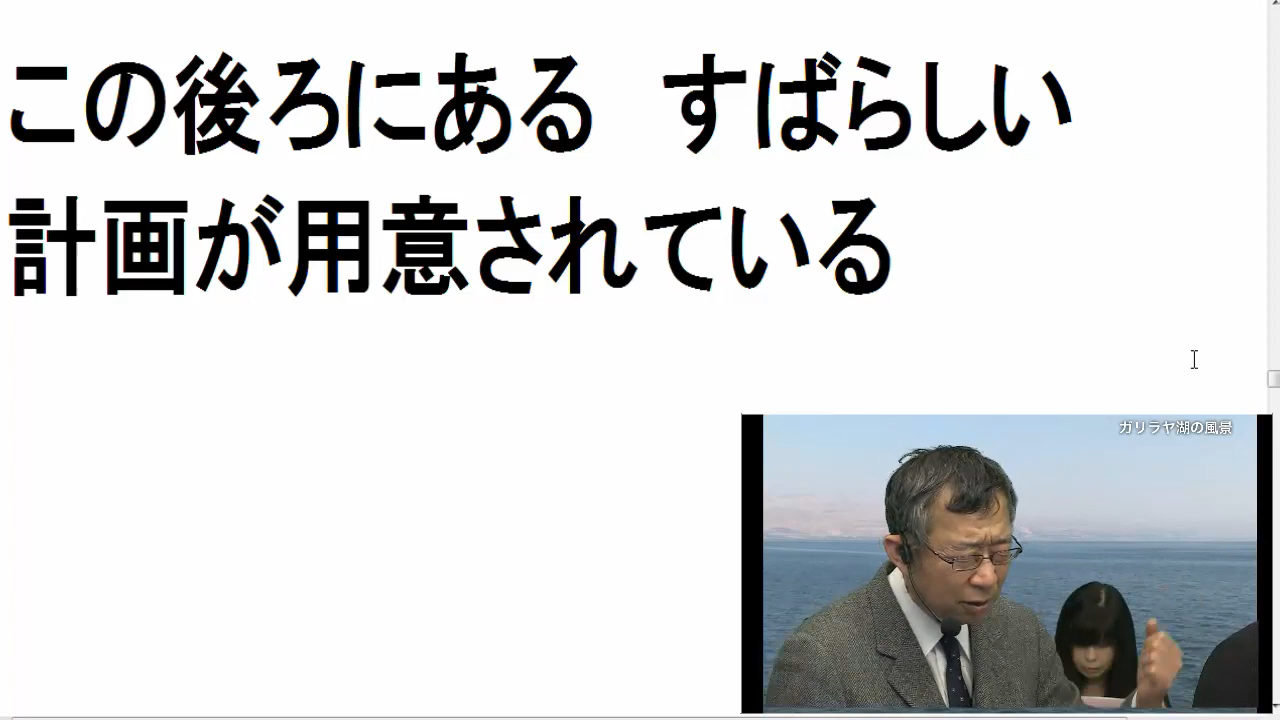 この後ろにある　すばらしい
計画が用意されている
ガリラヤ湖の風景